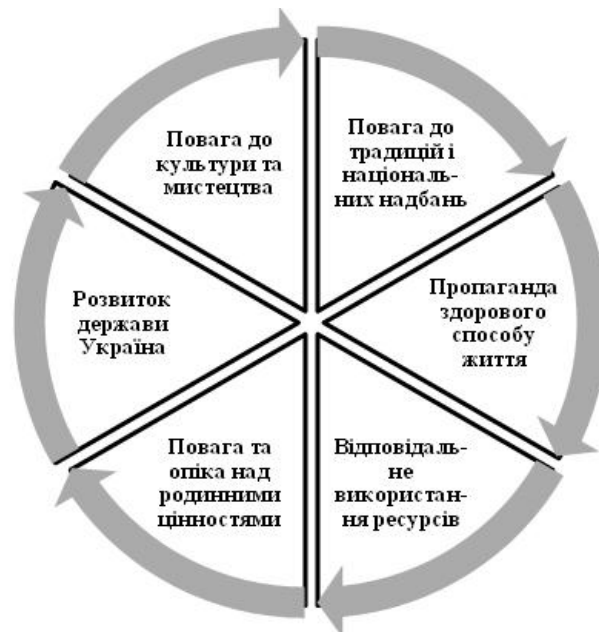 Повага до
культури та
мистецтва
Повага до
традицій і
національ-
них надбань
Пропаганда
здорового
способу
життя
Відповідаль-
не
використан-
ня ресурсів
Повага та
опіка над
родинними
цінностями
Розвиток
держави
Україна